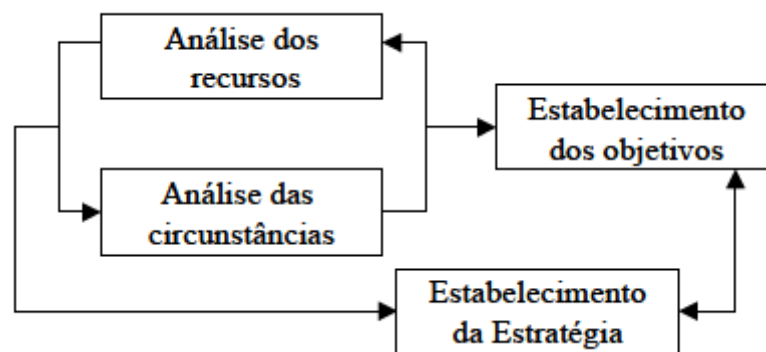 Análise dos
recursos
Estabelecimento
dos objetivos
Análise das
circunstâncias
Estabelecimento
da Estratégia